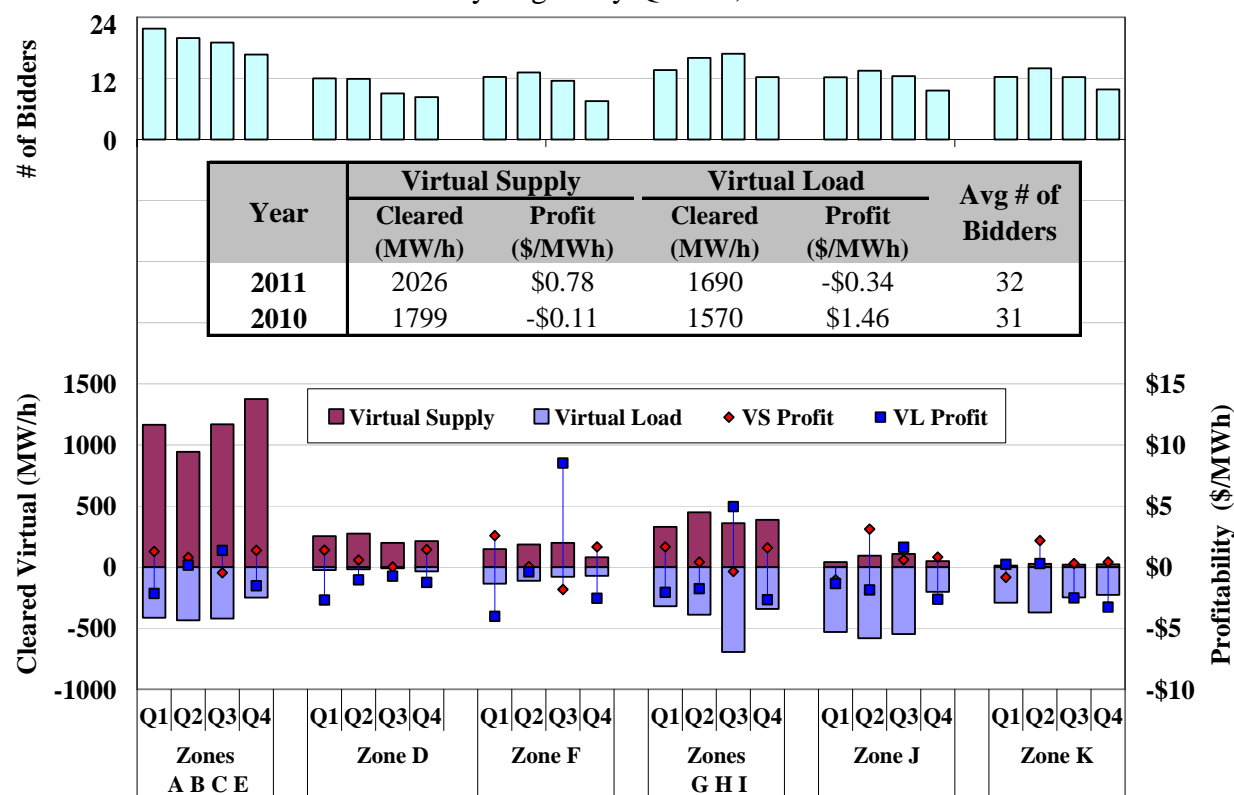 24
12
0
# of Bidders
Year
Virtual Supply
Virtual Load
Avg # of
Bidders
Cleared
(MW/h)
Profit
($/MWh)
Cleared
(MW/h)
Profit
($/MWh)
2011 2026 $0.78 1690 -$0.34 32
2010 1799 -$0.11 1570 $1.46 31
1500
1000
500
0
-500
-1000
Cleared Virtual (MW/h)
Virtual Supply Virtual Load VS Profit VL Profit
$15
$10
$5
$0
-$5
-$10
Profitability ($/MWh)
Q1 Q2 Q3 Q4 Q1 Q2 Q3 Q4 Q1 Q2 Q3 Q4 Q1 Q2 Q3 Q4 Q1 Q2 Q3 Q4 Q1 Q2 Q3 Q4
Zones
A B C E
Zone D
Zone F
Zones
G H I
Zone J
Zone K